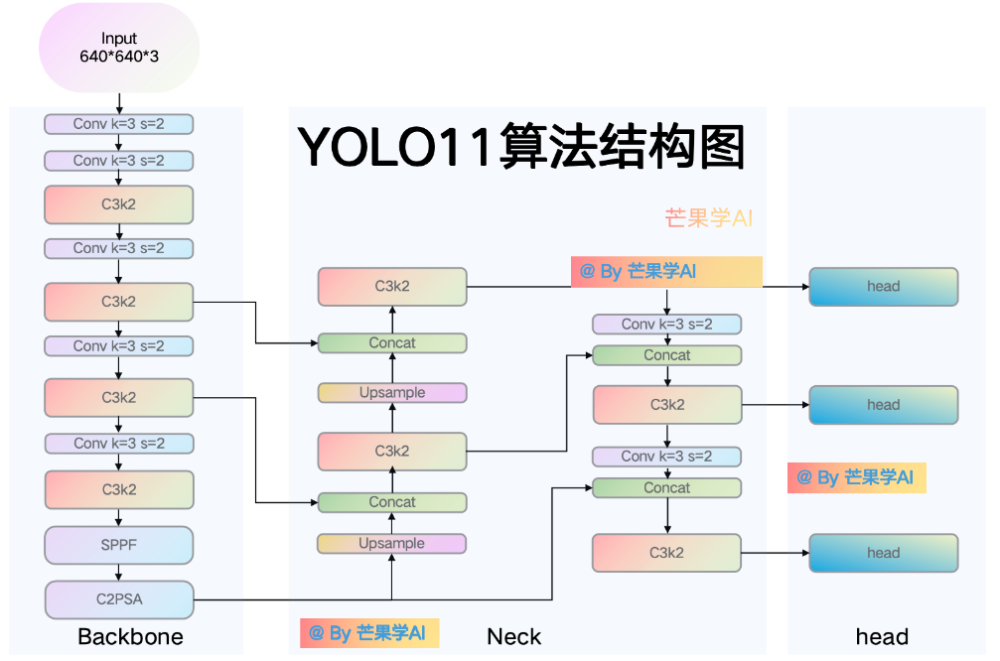 Input
640*640*3
Conv k=3 s=2
Conv k=3 s=2
C3k2
Conv k=3 s=2
C3k2
Conv k=3 s=2
C3k2
Conv k=3 s=2
C3k2
SPPF
C2PSA
Backbone
YOLO11算法结构图
芒果学AI
@ By 芒果学AI
C3k2
Concat
Upsample
C3k2
Concat
Upsample
@ By 芒果学AI
Conv k=3 s=2
Concat
C3k2
Conv k=3 s=2
Concat
C3k2
Neck
head
head
@ By 芒果学AI
head
head